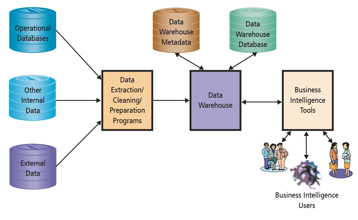 Operational
Databases
Other
Internal
Data
External
Data
Data
Extraction/
Cleaning/
Preparation
Programs
Data
Warehouse
Metadata
Data
Warehouse
Database
Data
Warehouse
Business
Intelligence
Tools
Business Intelligence
Users